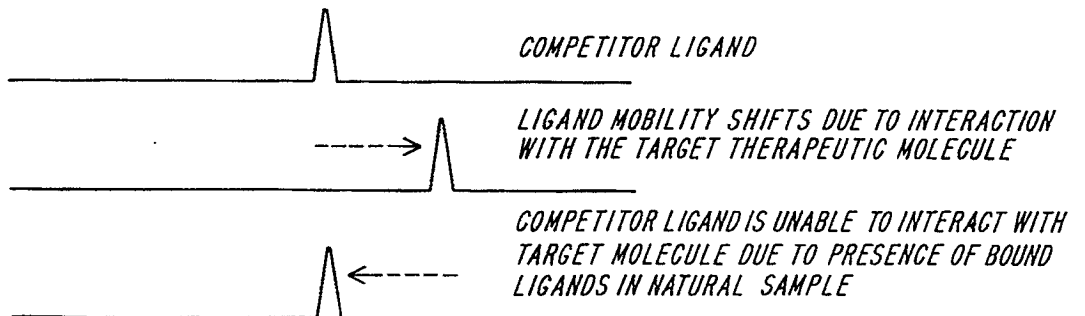 COMPETITOR LIGAND
LIGAND MOBILITY SHIFTS DUE TO INTERACTION
WITH THE TARGET THERAPEUTIC MOLECULE
COMPETITOR LIGAND IS UNABLE TO INTERACT WITH
TARGET MOLECULE DUE TO PRESENCE OF BOUND
LIGANDS IN NATURAL SAMPLE